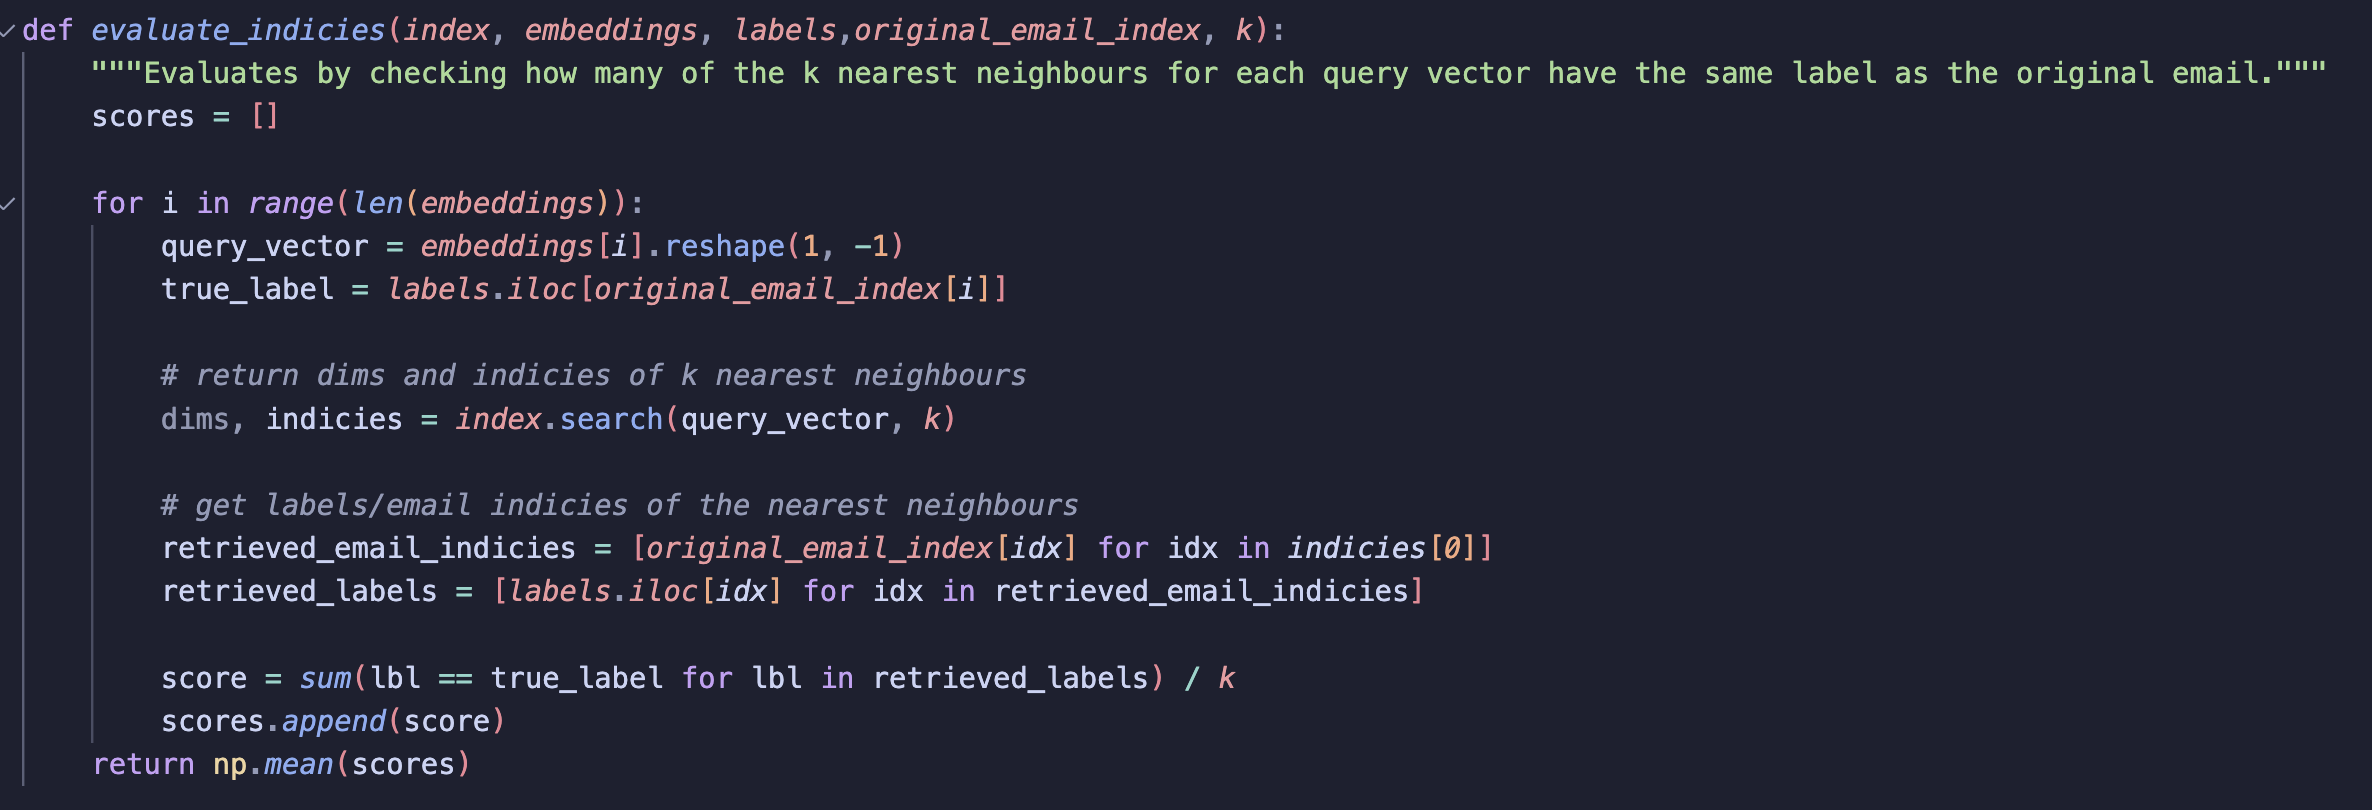 def evaluate_indicies(index, embeddings, labels,original_email_index, k):
    """Evaluates by checking how many of the k nearest neighbours for each query vector have the same label as the original email."""
    scores = []

    for i in range(len(embeddings)):
        query_vector = embeddings[i].reshape(1, -1)
        true_label = labels.iloc[original_email_index[i]]

        # return dims and indicies of k nearest neighbours
        dims, indicies = index.search(query_vector, k)

        # get labels/email indicies of the nearest neighbours
        retrieved_email_indicies = [original_email_index[idx] for idx in indicies[0]]
        retrieved_labels = [labels.iloc[idx] for idx in retrieved_email_indicies]

        score = sum(lbl == true_label for lbl in retrieved_labels) / k
        scores.append(score)
    return np.mean(scores)